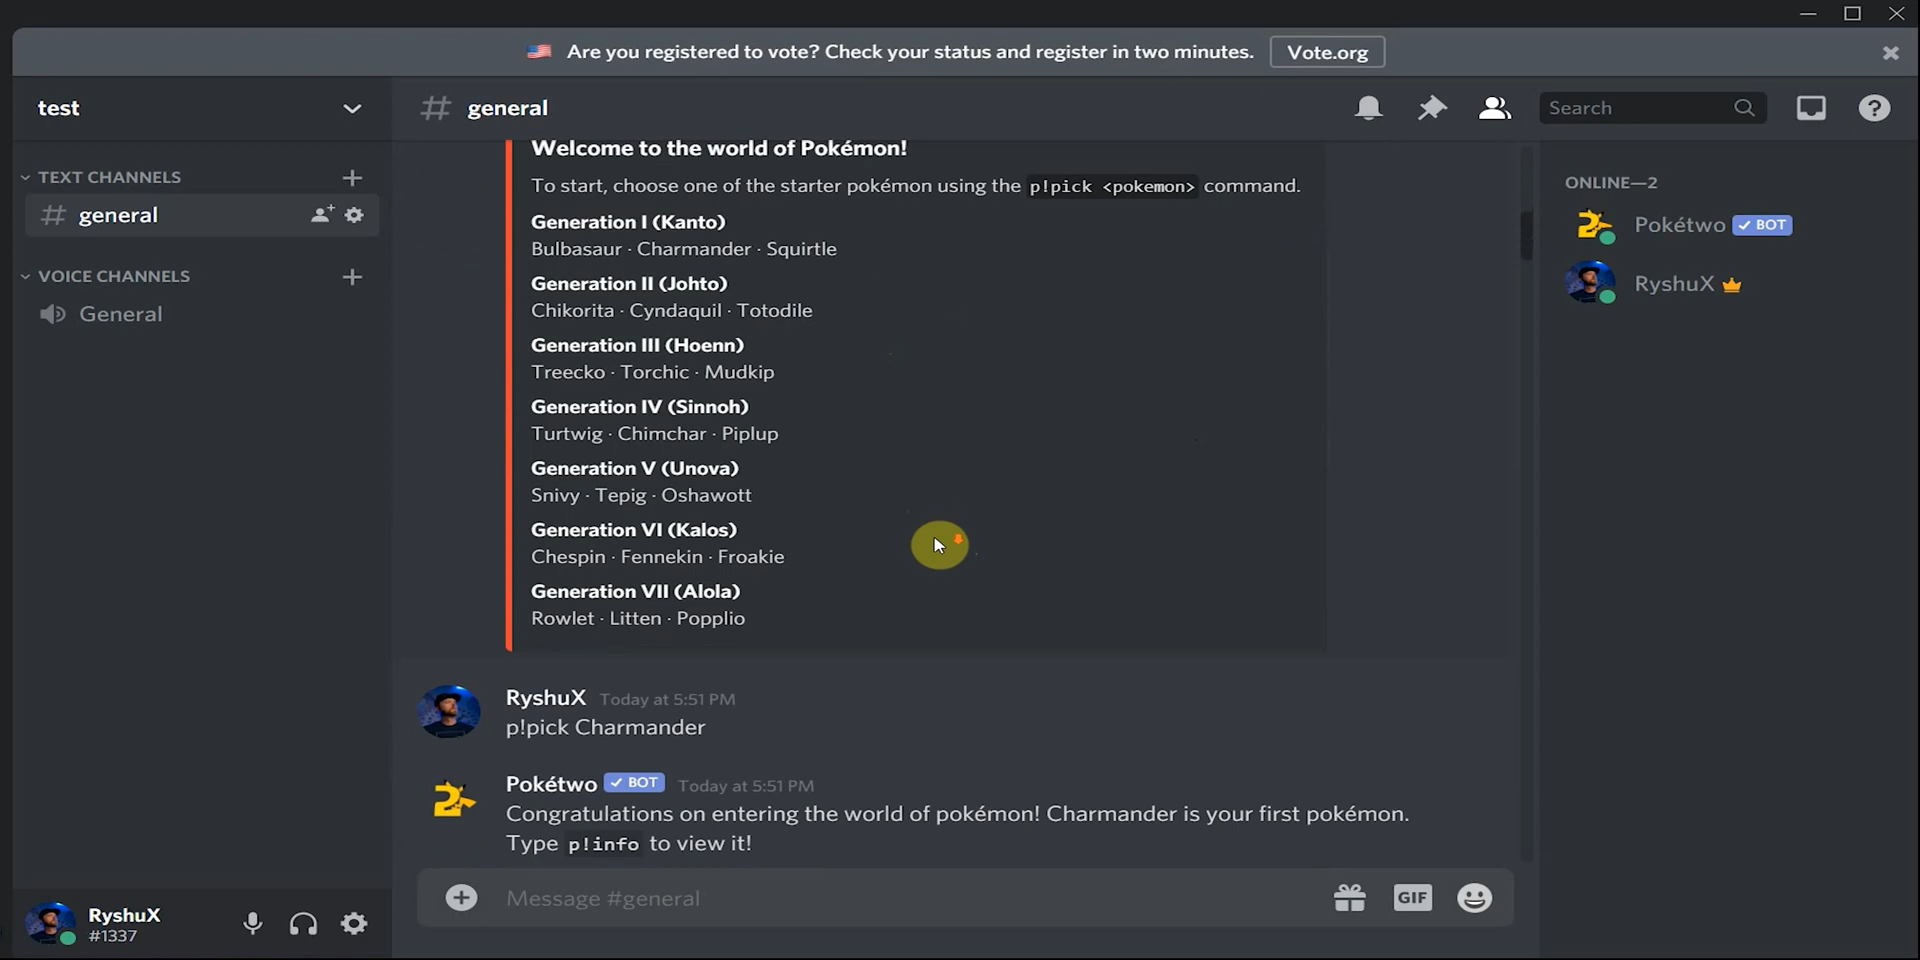 Are you registered to vote? Check your status and register in two minutes. Vote.org
test
TEXT CHANNELS
general
VOICE CHANNELS
General
RyshuX
#1337
general
Search
Welcome to the world of Pokémon!
To start, choose one of the starter pokémon using the p!pick <pokemon> command.
Generation I (Kanto)
Bulbasaur · Charmander · Squirtle
Generation II (Johto)
Chikorita · Cyndaquil · Totodile
Generation III (Hoenn)
Treecko · Torchic · Mudkip
Generation IV (Sinnoh)
Turtwig · Chimchar · Piplup
Generation V (Unova)
Snivy · Tepig · Oshawott
Generation VI (Kalos)
Chespin · Fennekin · Froakie
Generation VII (Alola)
Rowlet · Litten · Popplio
RyshuX Today at 5:51 PM
p!pick Charmander
Pokétwo BOT Today at 5:51 PM
Congratulations on entering the world of pokémon! Charmander is your first pokémon.
Type p!info to view it!
Message #general
GIF
ONLINE—2
Pokétwo BOT
RyshuX